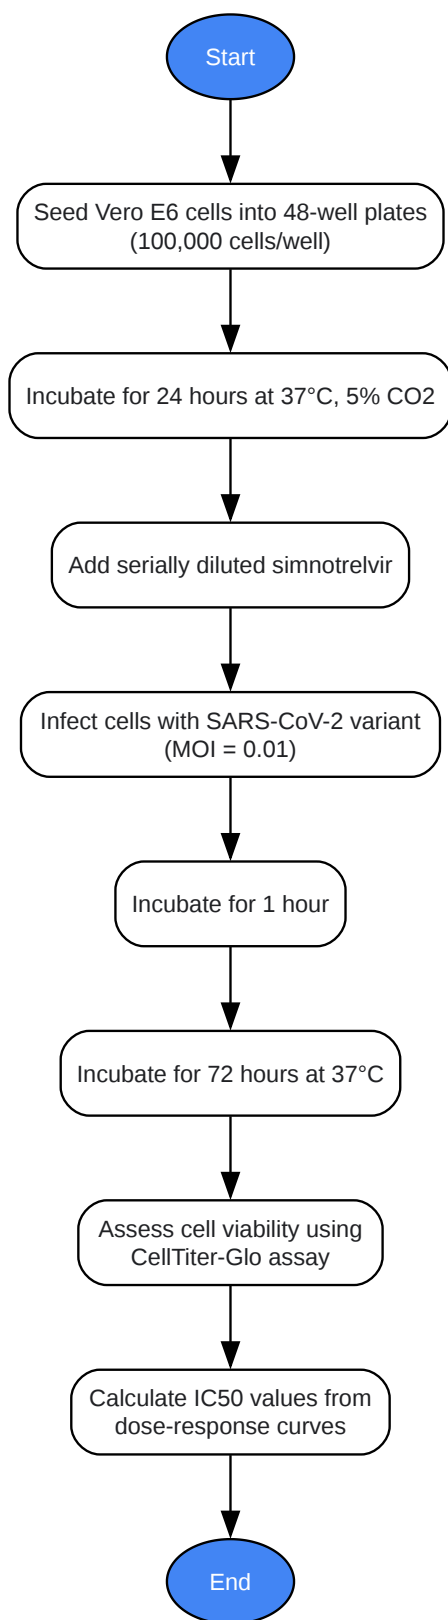 Start
Seed Vero E6 cells into 48-well plates
(100,000 cells/well)
Incubate for 24 hours at 37°C, 5% CO2
Add serially diluted simnotrelvir
Infect cells with SARS-CoV-2 variant
(MOI = 0.01)
Incubate for 1 hour
Incubate for 72 hours at 37°C
Assess cell viability using
CellTiter-Glo assay
Calculate IC50 values from
dose-response curves
End